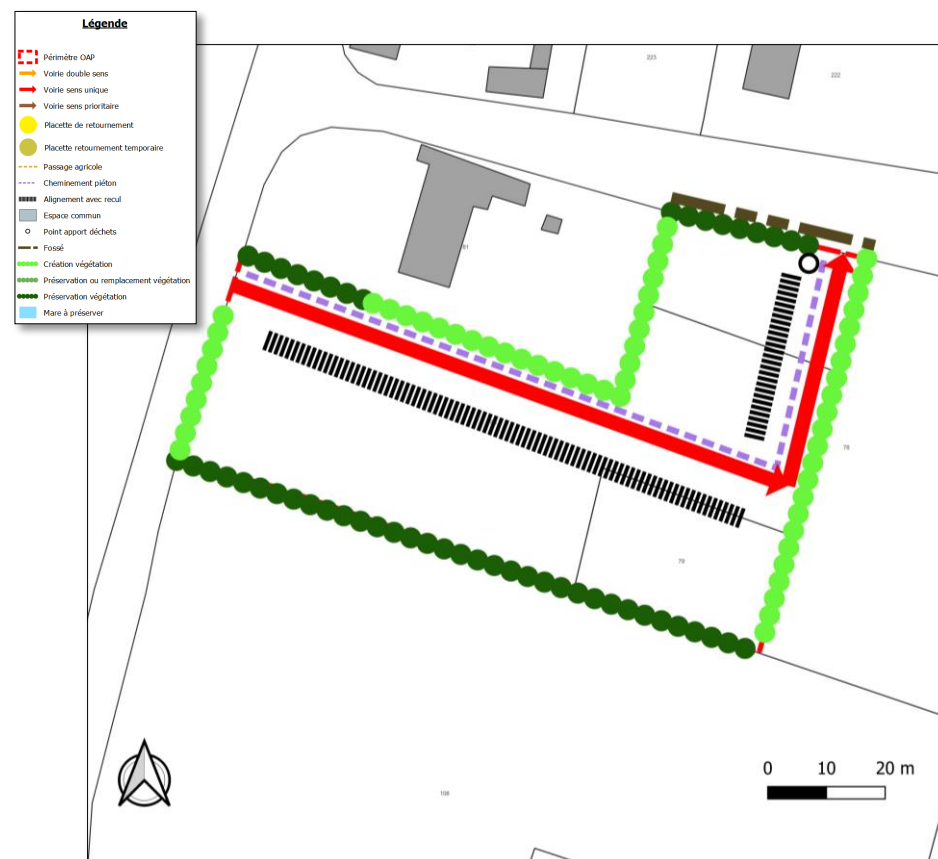 Légende
Périmètre OAP
Voirie double sens
Voirie sens unique
Voirie sens prioritaire
Placette de retournement
Placette retournement temporaire
Passage agricole
Cheminement piéton
Alignement avec recul
Espace commun
Point apport déchets
Fossé
Création végétation
Préservation ou remplacement végétation
Préservation végétation
Mare à préserver
223
222
81
78
79
108
0 10 20 m